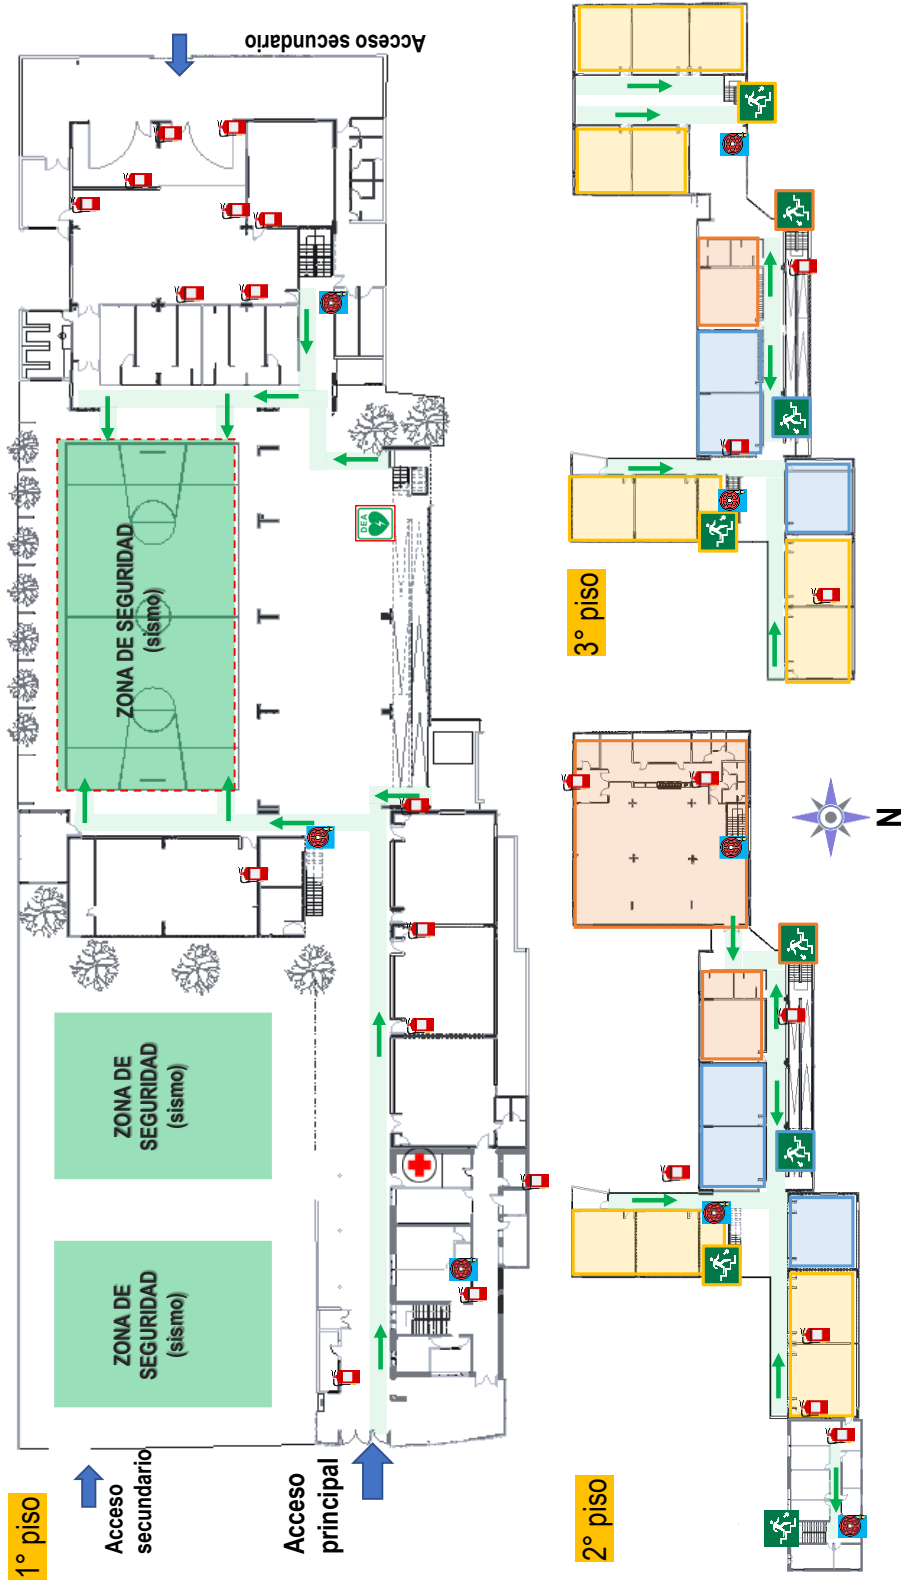 1° piso
Acceso
secundario
Acceso
principal
ZONA DE
SEGURIDAD
(sismo)
ZONA DE
SEGURIDAD
(sismo)
ZONA DE SEGURIDAD
(sismo)
DEA
Acceso secundario
2° piso
N
3° piso